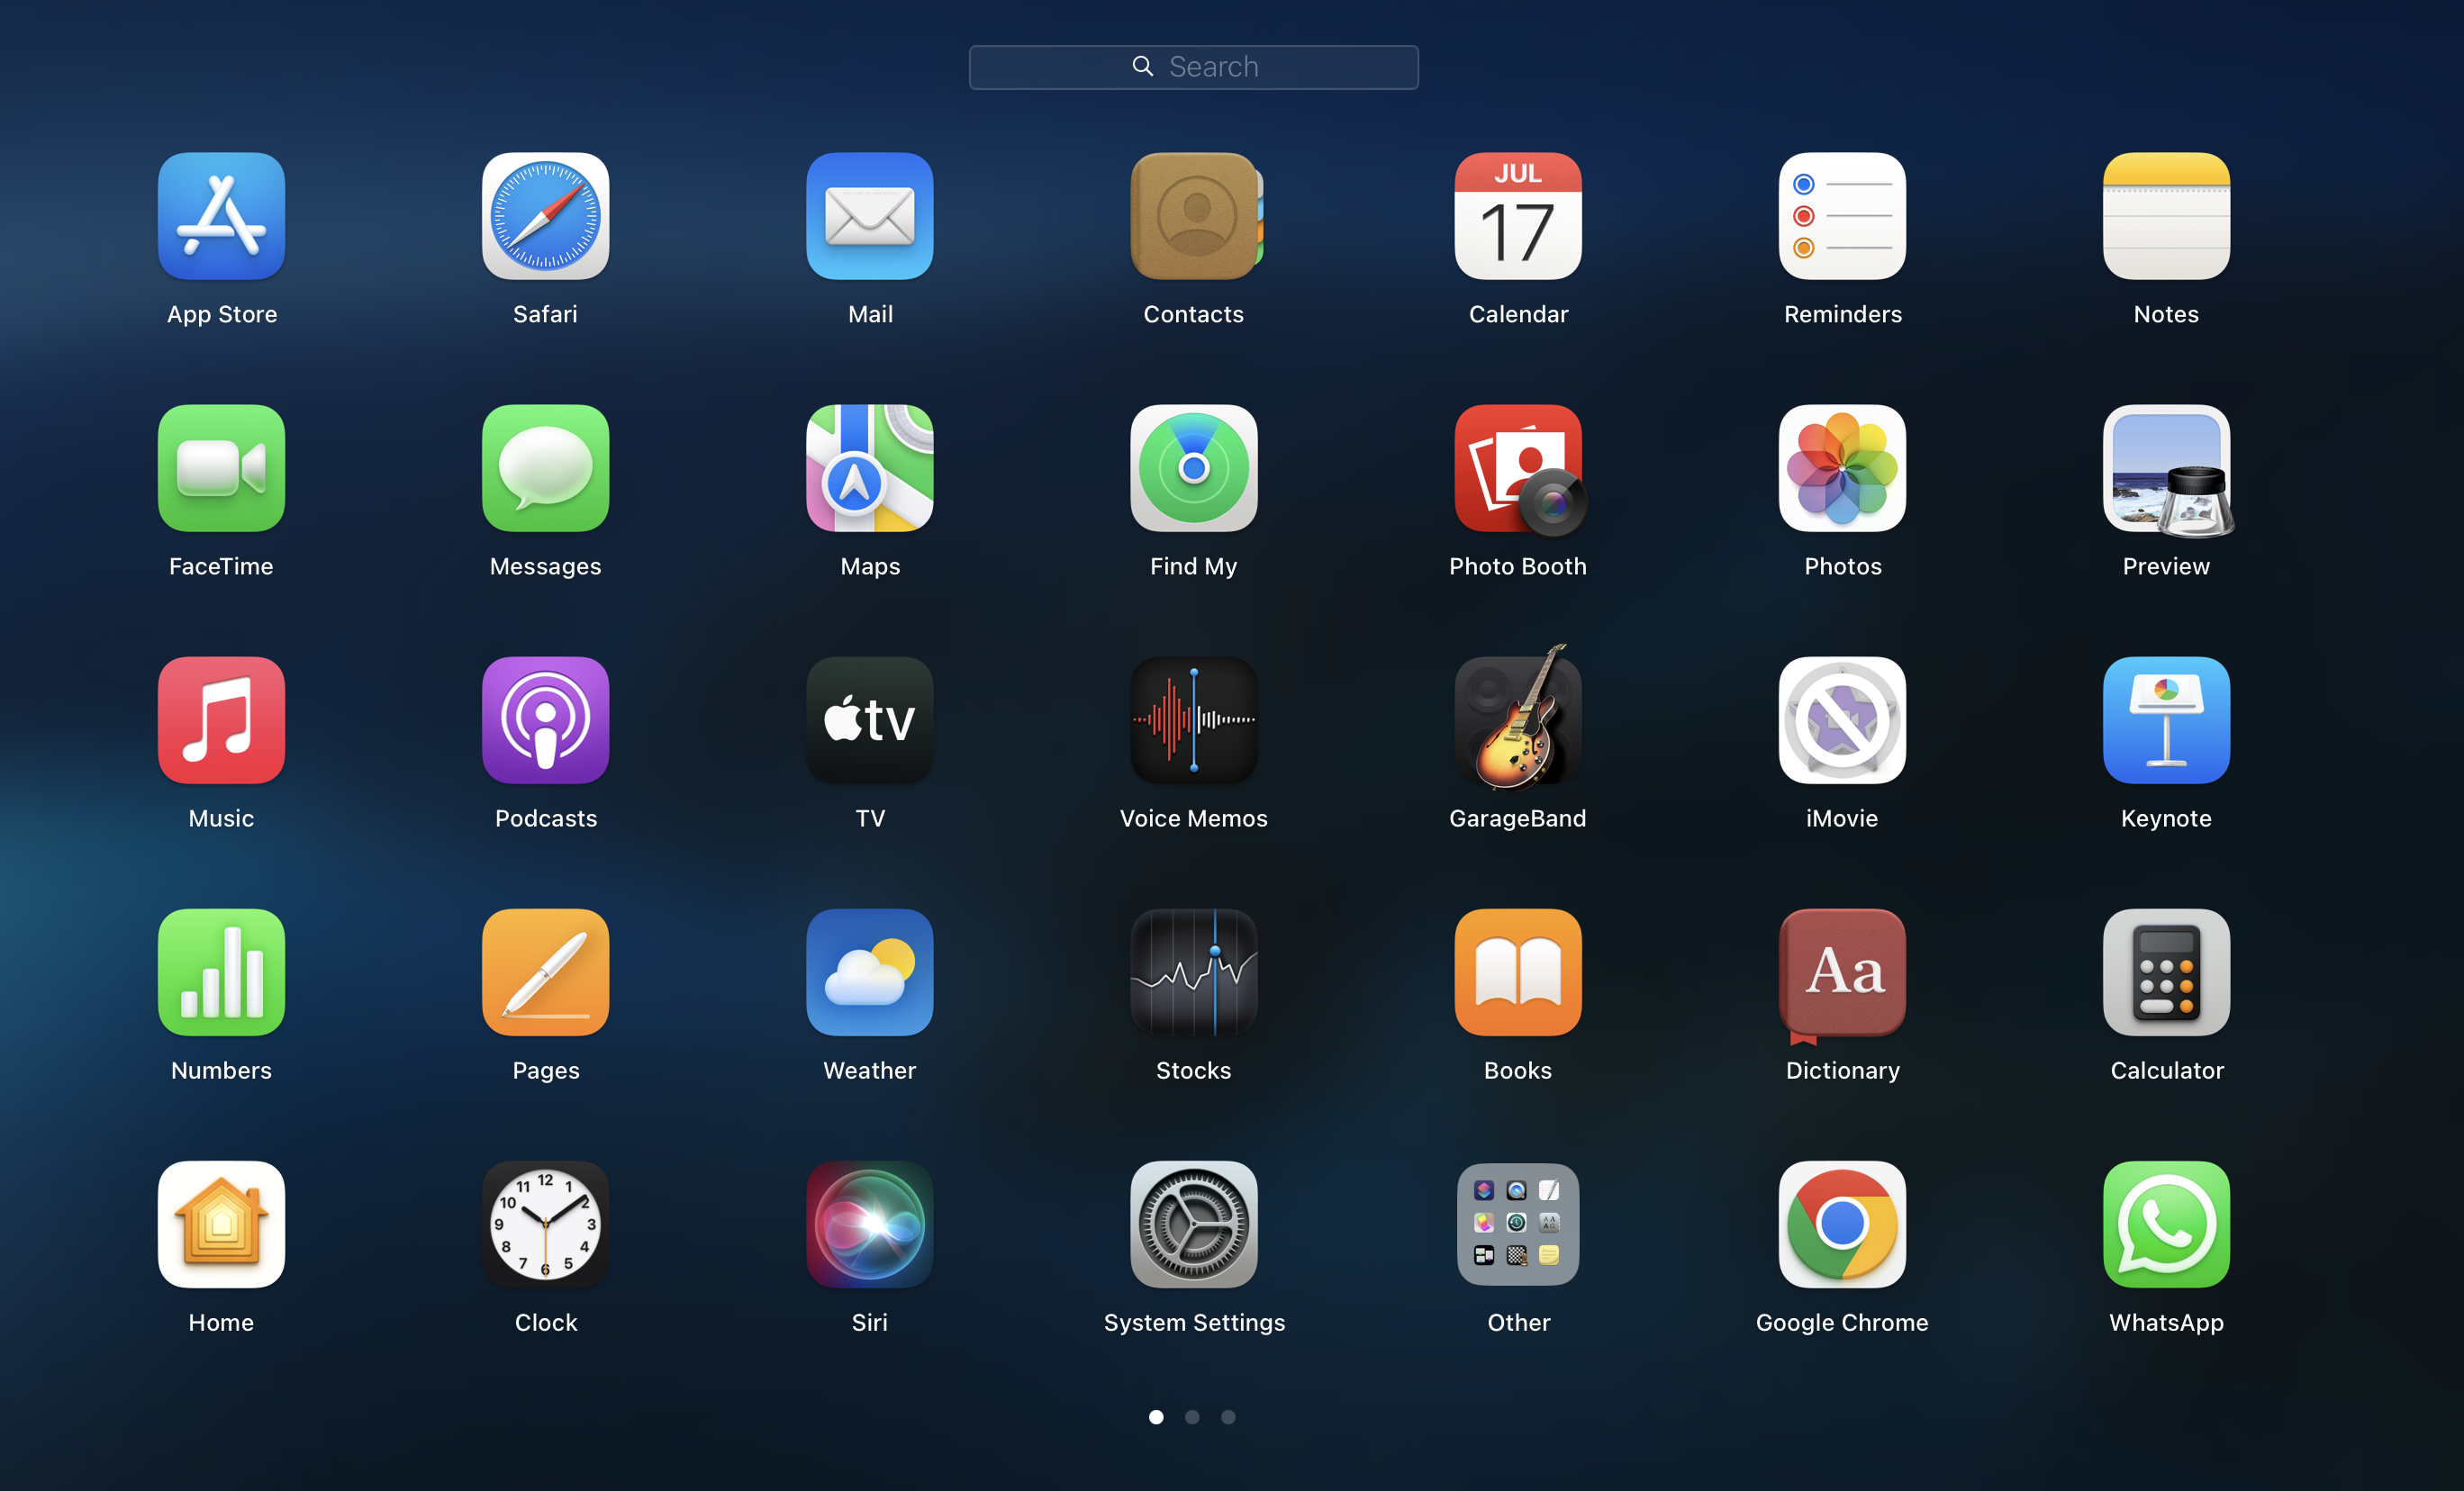 Search
JUL
17
App Store Safari Mail Contacts Calendar Reminders Notes
FaceTime Messages Maps Find My Photo Booth Photos Preview
tv
Music Podcasts TV Voice Memos GarageBand iMovie Keynote
Aa
Numbers Pages Weather Stocks Books Dictionary Calculator
12
11 1
10 2
9 3
8 4
7 5
6
Home Clock Siri System Settings Other Google Chrome WhatsApp